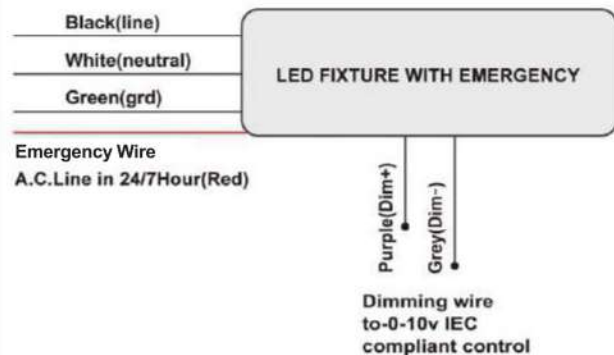 Black(line)
White(neutral)
Green(grd)
Emergency Wire
A.C.Line in 24/7Hour(Red)
LED FIXTURE WITH EMERGENCY
Purple(Dim+)
Grey(Dim-)
Dimming wire
to-0-10v IEC
compliant control